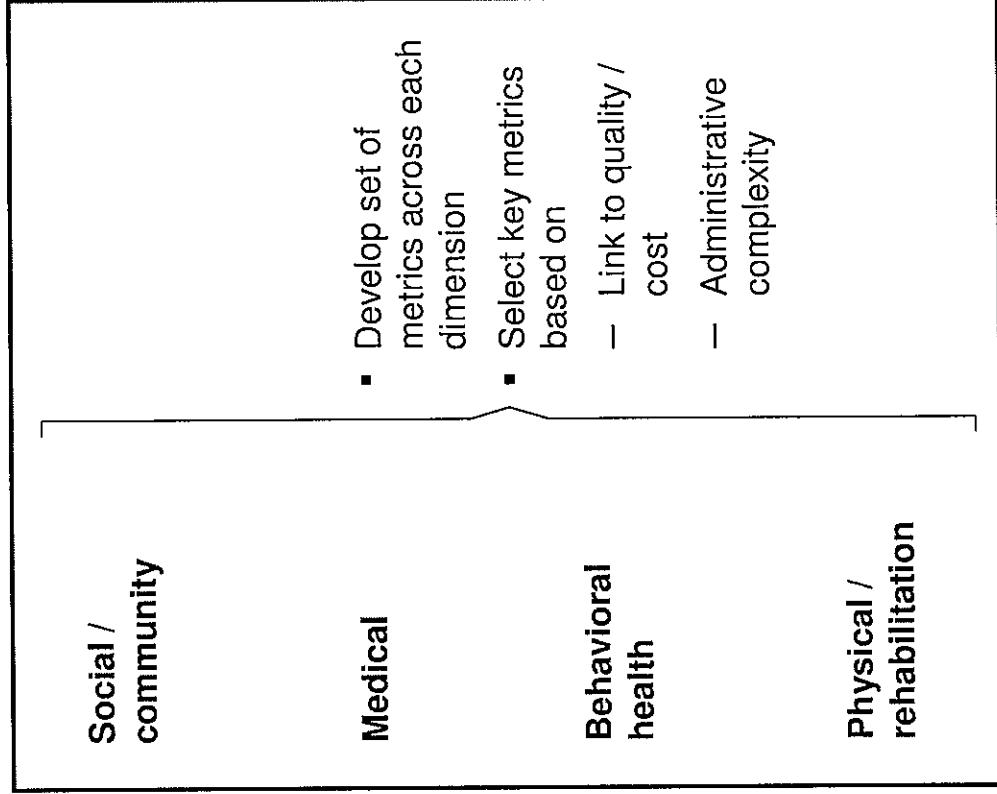 Social /
community
Medical
Behavioral
health
Physical /
rehabilitation
▪ Develop set of
metrics across each
dimension
▪ Select key metrics
based on
– Link to quality /
cost
– Administrative
complexity